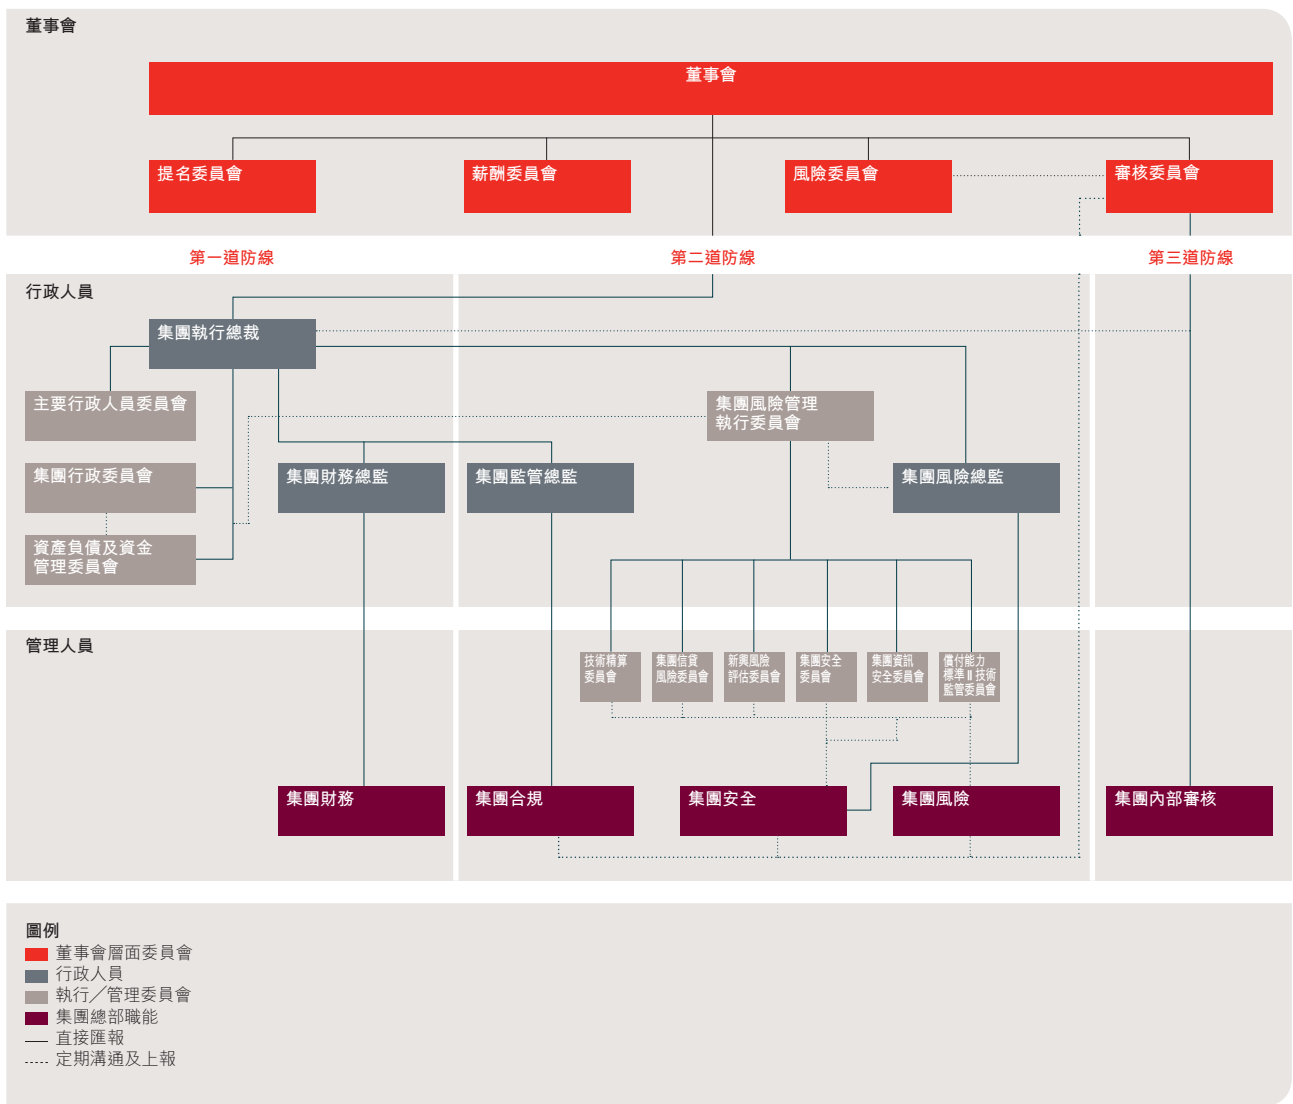 董事會
董事會
提名委員會
薪酬委員會
風險委員會
審核委員會
第一道防線
第二道防線
第三道防線
行政人員
集團執行總裁
主要行政人員委員會
集團風險管理
執行委員會
集團行政委員會
集團財務總監
集團監管總監
集團風險總監
資產負債及資金
管理委員會
管理人員
技術精算
委員會
集團信貸
風險委員會
新興風險
評估委員會
集團安全
委員會
集團資訊
安全委員會
償付能力
標準 II 技術
監管委員會
集團財務
集團合規
集團安全
集團風險
集團內部審核
圖例
董事會層面委員會
行政人員
執行／管理委員會
集團總部職能
直接匯報
定期溝通及上報